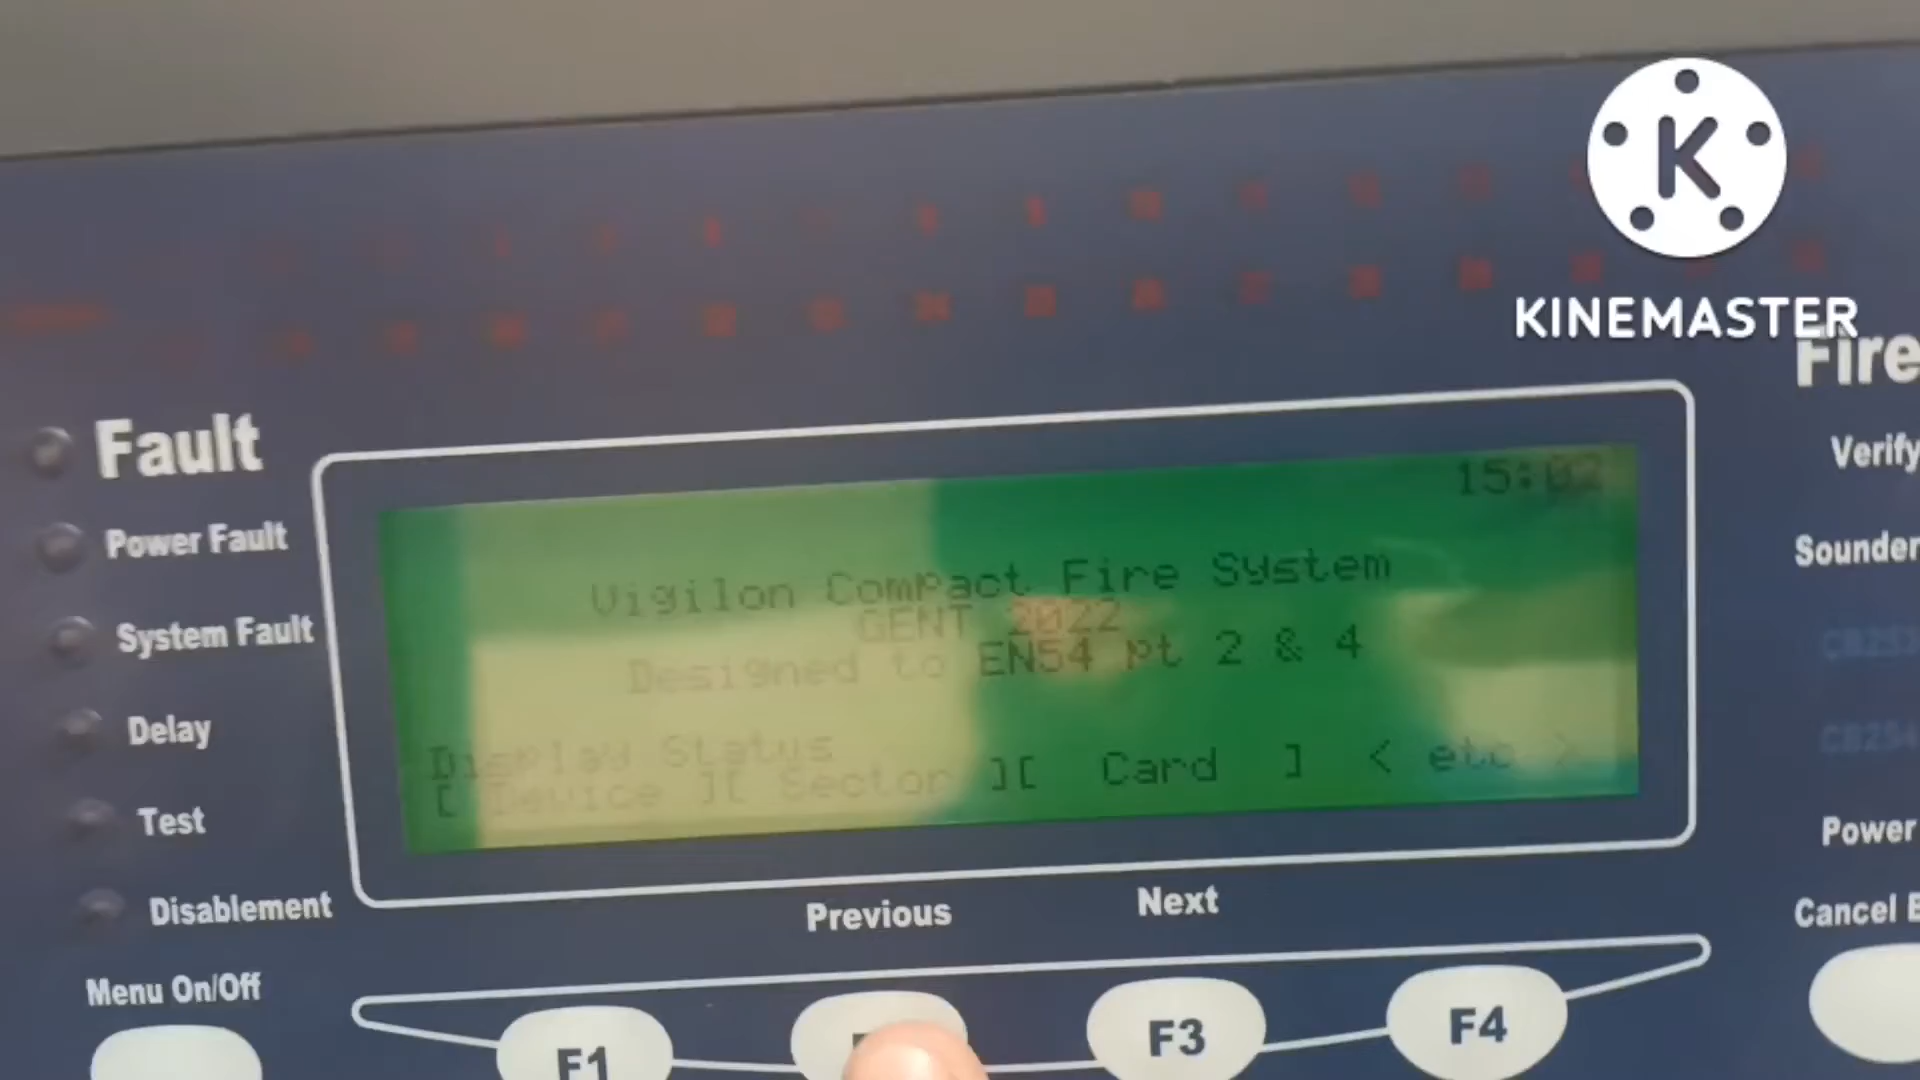 K
KINEMASTER
Fire
Fault
Verify
Power Fault
Sounder
System Fault
Delay
Test
Disablement
15:02
Vigilon Compact Fire System
GENT 2022
Designed to EN54 pt 2 & 4
Display Status
[ Device ][ Sector ][ Card ] < etc >
Power
Cancel
Previous
Next
Menu On/Off
F1
F3
F4